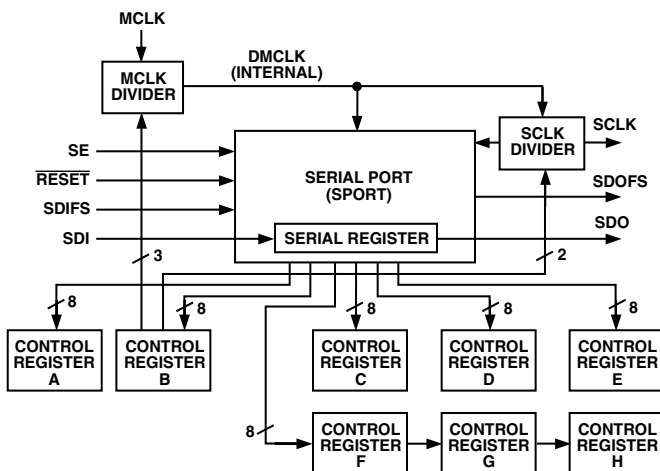 MCLK
MCLK
DIVIDER
DMCLK
(INTERNAL)
SE
RESET
SDIFS
SDI
SERIAL PORT
(SPORT)
SERIAL REGISTER
SCLK
DIVIDER
SCLK
SDOFS
SDO
3
2
8
8
8
8
8
CONTROL
REGISTER
A
CONTROL
REGISTER
B
CONTROL
REGISTER
C
CONTROL
REGISTER
D
CONTROL
REGISTER
E
8
CONTROL
REGISTER
F
CONTROL
REGISTER
G
CONTROL
REGISTER
H